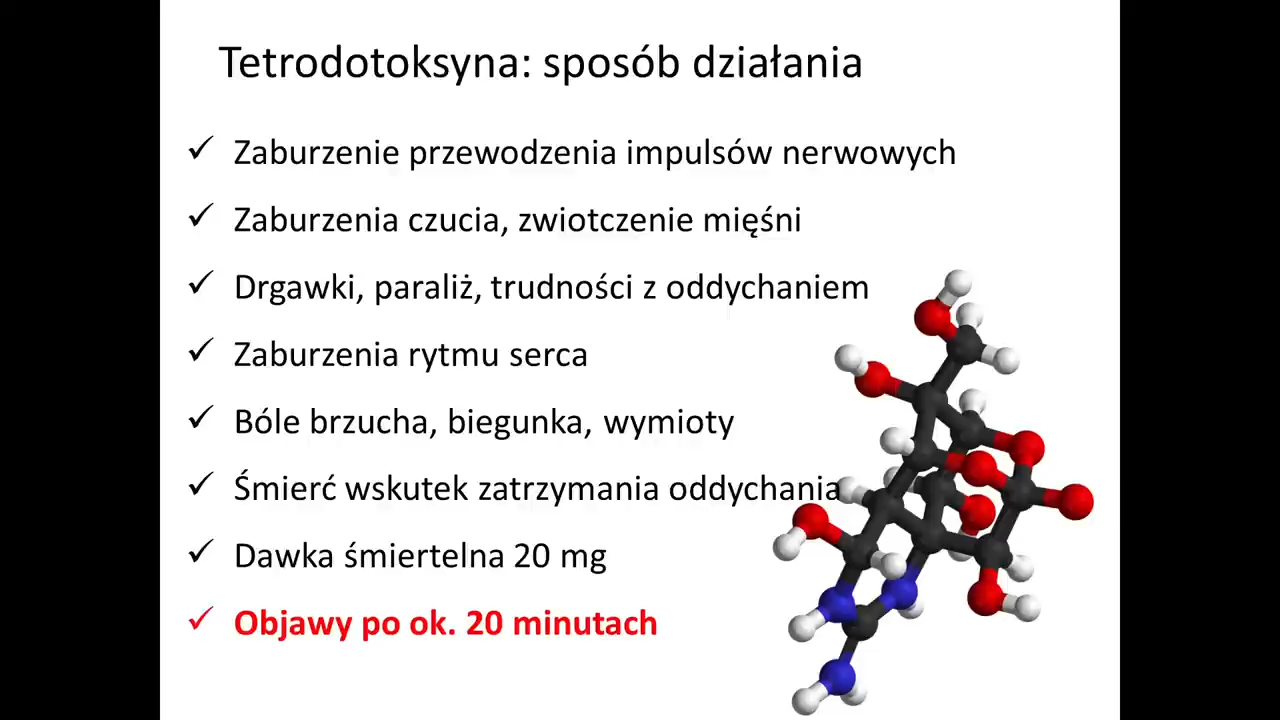 Tetrodotoksyna: sposób działania
✓ Zaburzenie przewodzenia impulsów nerwowych
✓ Zaburzenia czucia, zwiotczenie mięśni
✓ Drgawki, paraliż, trudności z oddychaniem
✓ Zaburzenia rytmu serca
✓ Bóle brzucha, biegunka, wymioty
✓ Śmierć wskutek zatrzymania oddychania
✓ Dawka śmiertelna 20 mg
✓ Objawy po ok. 20 minutach